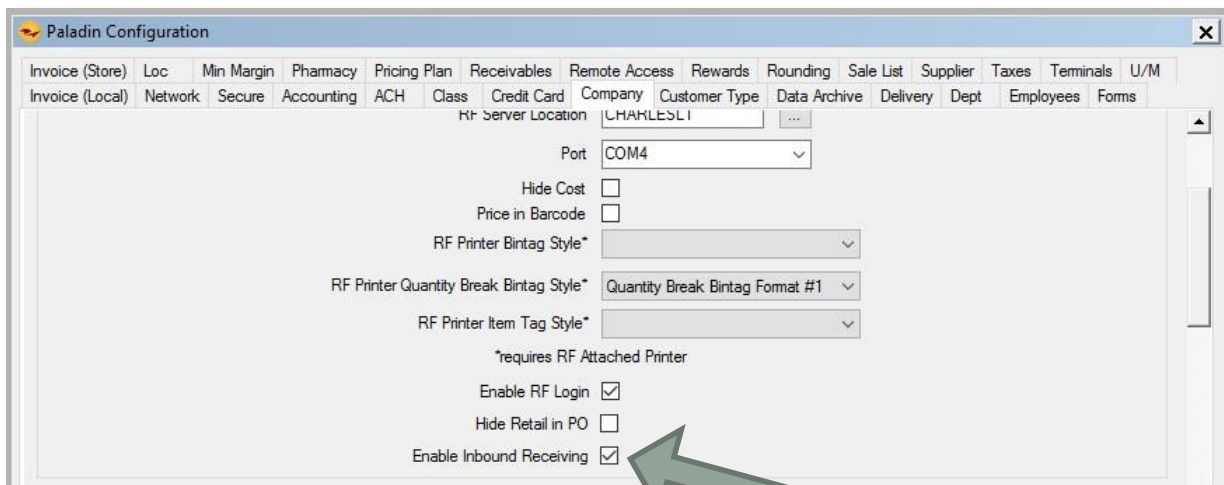 Paladin Configuration
Invoice (Store) Loc Min Margin Pharmacy Pricing Plan Receivables Remote Access Rewards Rounding Sale List Supplier Taxes Terminals U/M
Invoice (Local) Network Secure Accounting ACH Class Credit Card Company Customer Type Data Archive Delivery Dept Employees Forms
RF Server Location CHARLESLT ...
Port COM4
Hide Cost
Price in Barcode
RF Printer Bintag Style*
RF Printer Quantity Break Bintag Style* Quantity Break Bintag Format #1
RF Printer Item Tag Style*
*requires RF Attached Printer
Enable RF Login
Hide Retail in PO
Enable Inbound Receiving